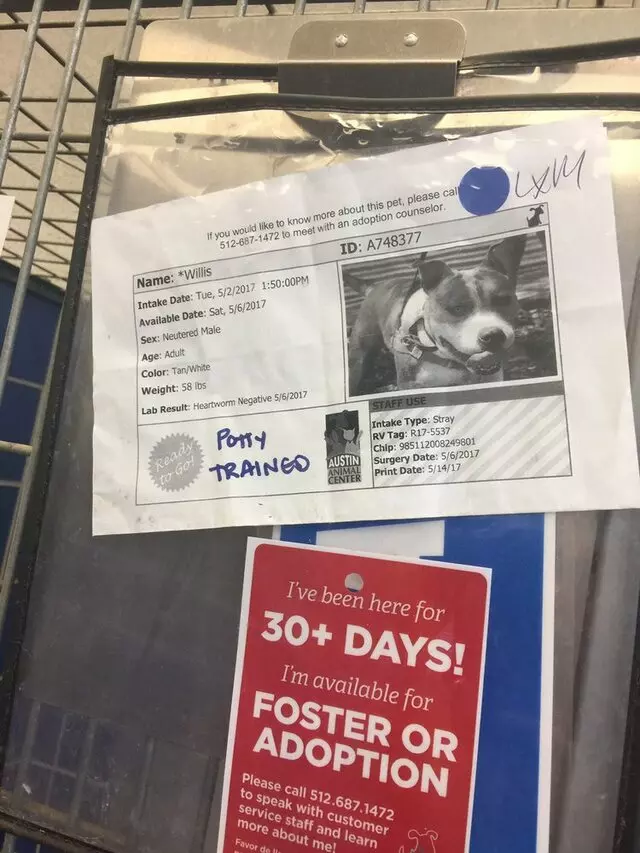 If you would like to know more about this pet, please call
512-687-1472 to meet with an adoption counselor.
LXM
Name: *Willis
ID: A748377
Intake Date: Tue, 5/2/2017 1:50:00PM
Available Date: Sat, 5/6/2017
Sex: Neutered Male
Age: Adult
Color: Tan/White
Weight: 58 lbs
Lab Result: Heartworm Negative 5/6/2017
Ready
to Go!
Potty
TRAINED
AUSTIN
ANIMAL
CENTER
STAFF USE
Intake Type: Stray
RV Tag: R17-5537
Chip: 985112008249801
Surgery Date: 5/6/2017
Print Date: 5/14/17
I've been here for
30+ DAYS!
I'm available for
FOSTER OR
ADOPTION
Please call 512.687.1472
to speak with customer
service staff and learn
more about me!
Favor de